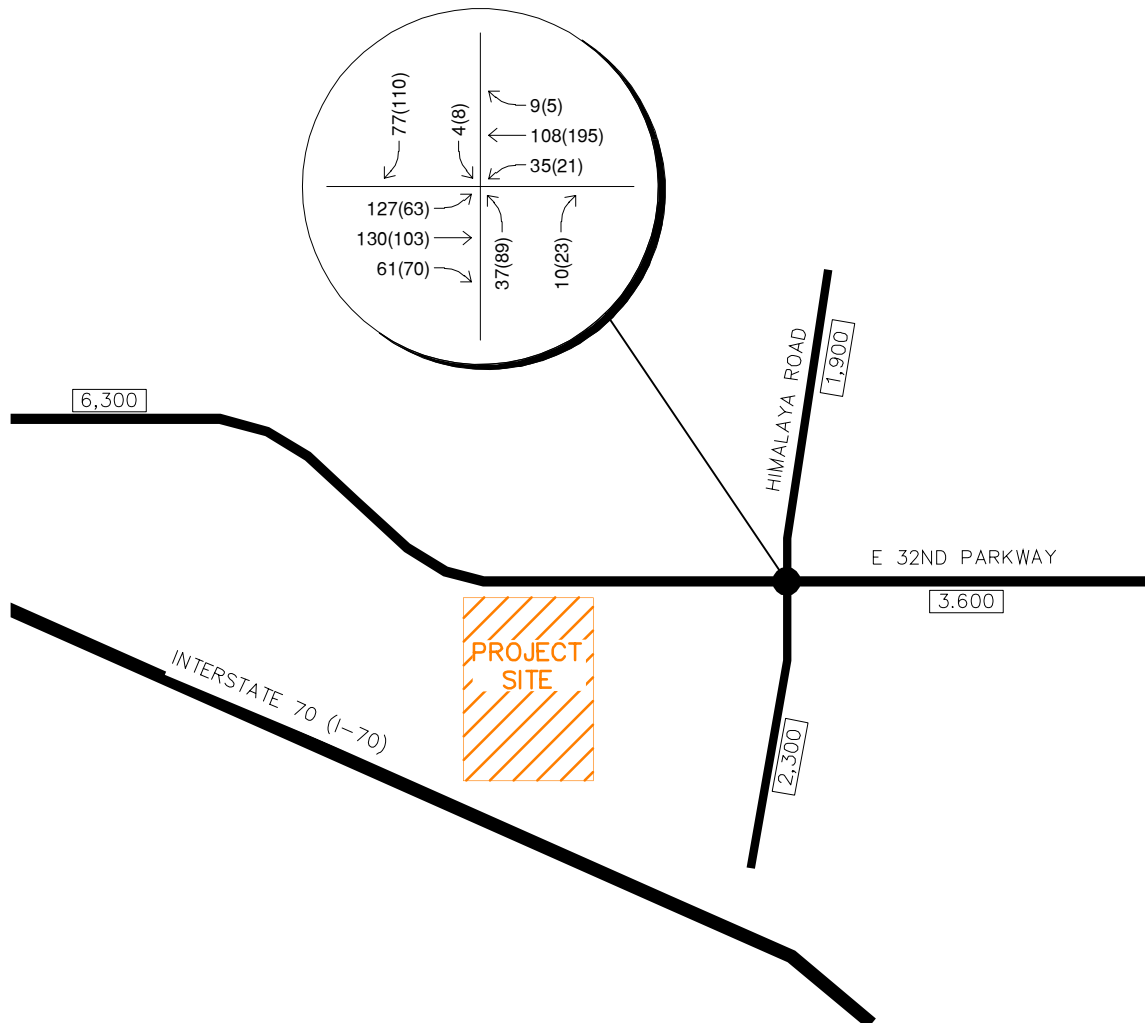 77(110)
4(8)
9(5)
108(195)
35(21)
127(63)
130(103)
61(70)
37(89)
10(23)
HIMALAYA ROAD
1,900
6,300
E 32ND PARKWAY
3.600
PROJECT
SITE
INTERSTATE 70 (I-70)
2,300